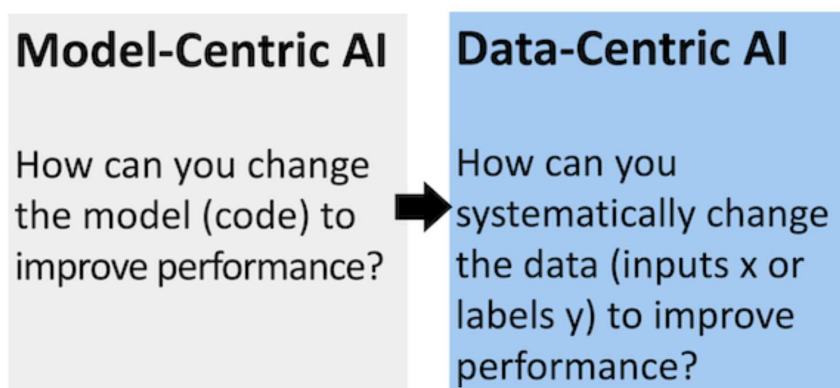 Model-Centric AI
How can you change
the model (code) to
improve performance?
Data-Centric AI
How can you
systematically change
the data (inputs x or
labels y) to improve
performance?